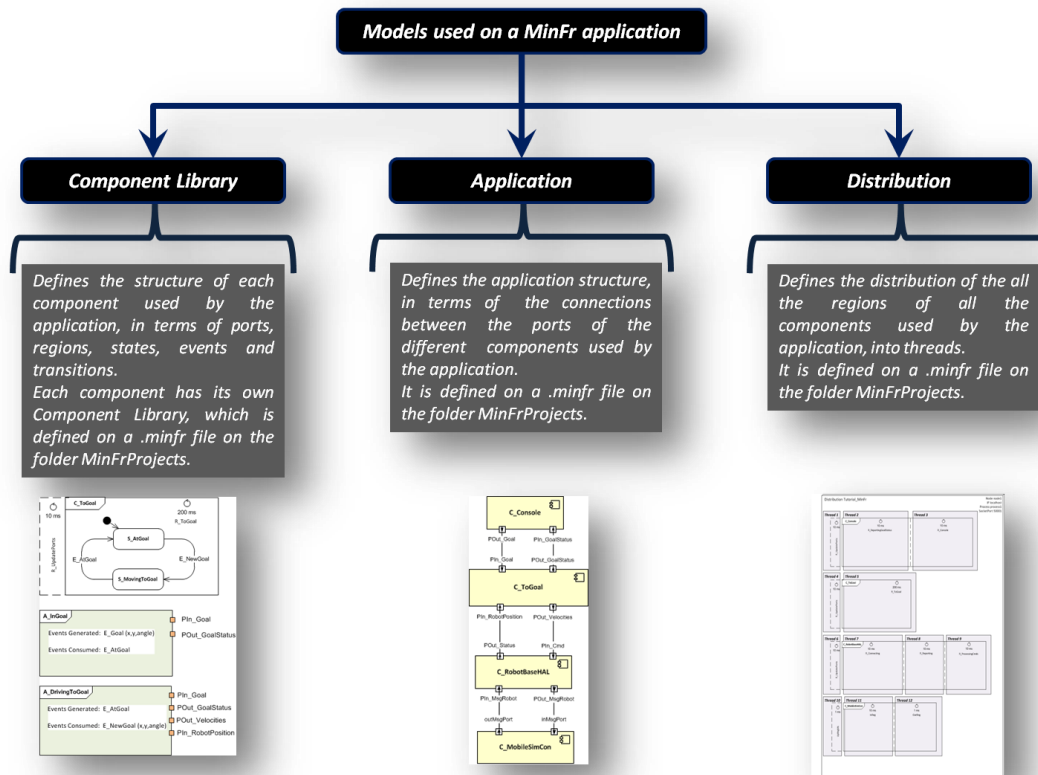 Models used on a MinFr application
Component Library
Application
Distribution
Defines the structure of each
component used by the
application, in terms of ports,
regions, states, events and
transitions.
Each component has its own
Component Library, which is
defined on a .minfr file on the
folder MinFrProjects.
Defines the application structure,
in terms of the connections
between the ports of the
different components used by
the application.
It is defined on a .minfr file on
the folder MinFrProjects.
Defines the distribution of the all
the regions of all the
components used by the
application, into threads.
It is defined on a .minfr file on
the folder MinFrProjects.
C_ToGoal
10 ms
200 ms
R_ToGoal
R_UpdatePorts
S_AtGoal
E_AtGoal
E_NewGoal
S_MovingToGoal
A_InGoal
Events Generated: E_Goal (x,y,angle)
Events Consumed: E_AtGoal
PIn_Goal
POut_GoalStatus
A_DrivingToGoal
Events Generated: E_AtGoal
Events Consumed: E_NewGoal (x,y,angle)
PIn_Goal
POut_GoalStatus
POut_Velocities
PIn_RobotPosition
C_Console
POut_Goal
PIn_GoalStatus
PIn_Goal
POut_GoalStatus
C_ToGoal
PIn_RobotPosition
POut_Velocities
POut_Status
PIn_Cmd
C_RobotBaseHAL
PIn_MsgRobot
POut_MsgRobot
outMsgPort
inMsgPort
C_MobileSimCon
Thread 1
Thread 2
Thread 3
Thread 4
Thread 5
Thread 6
Thread 7
Thread 8
Thread 9
Thread 10
Thread 11
Thread 12